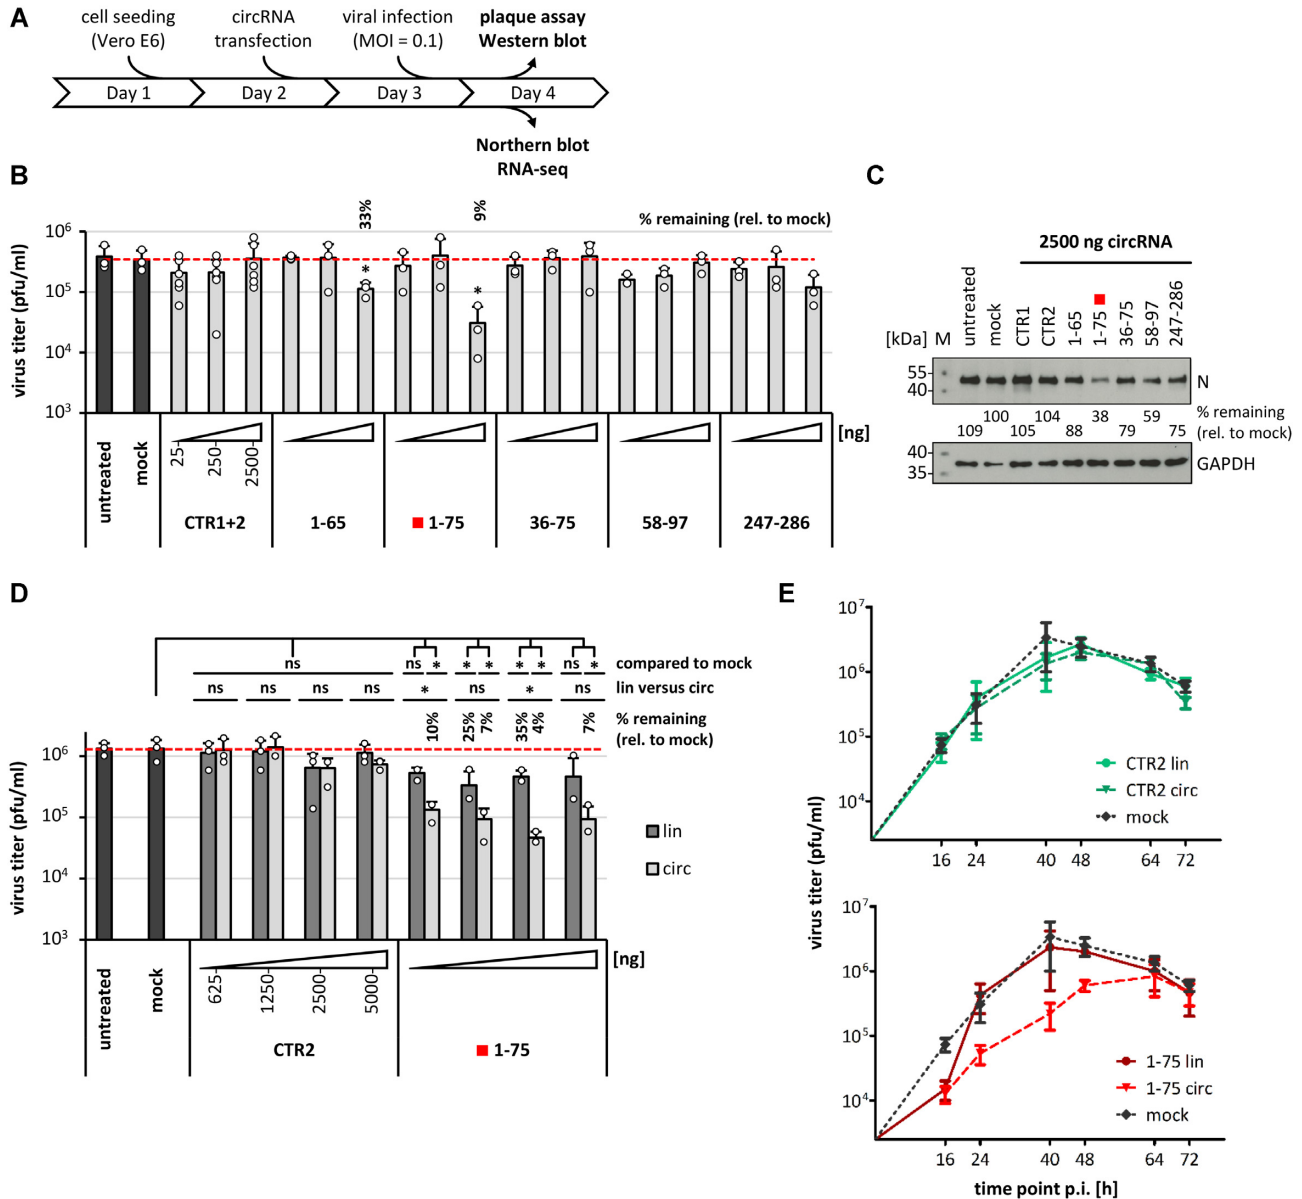 A
cell seeding
(Vero E6)
circRNA
transfection
viral infection
(MOI = 0.1)
plaque assay
Western blot
Day 1
Day 2
Day 3
Day 4
Northern blot
RNA-seq
B
33%
9%
% remaining (rel. to mock)
virus titer (pfu/ml)
10⁶
10⁵
10⁴
10³
*
*
untreated
mock
25
250
2500
[ng]
CTR1+2
1-65
1-75
36-75
58-97
247-286
C
2500 ng circRNA
[kDa]
M
untreated
mock
CTR1
CTR2
1-65
1-75
36-75
58-97
247-286
55
40
N
100
104
38
59
% remaining
109
105
88
79
75
(rel. to mock)
40
35
GAPDH
D
ns
ns
*
*
*
*
*
ns
*
compared to mock
ns
ns
ns
ns
*
ns
*
ns
lin versus circ
10%
25%
7%
35%
4%
7%
% remaining
(rel. to mock)
virus titer (pfu/ml)
10⁶
10⁵
10⁴
10³
lin
circ
untreated
mock
625
1250
2500
5000
[ng]
CTR2
1-75
E
virus titer (pfu/ml)
10⁷
10⁶
10⁵
10⁴
CTR2 lin
CTR2 circ
mock
16
24
40
48
64
72
10⁷
10⁶
10⁵
10⁴
1-75 lin
1-75 circ
mock
16
24
40
48
64
72
time point p.i. [h]